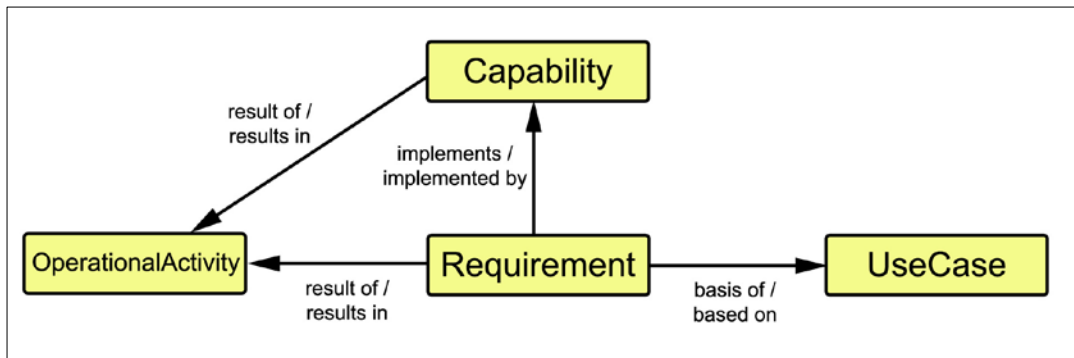 Capability
result of /
results in
implements /
implemented by
OperationalActivity
Requirement
UseCase
result of /
results in
basis of /
based on